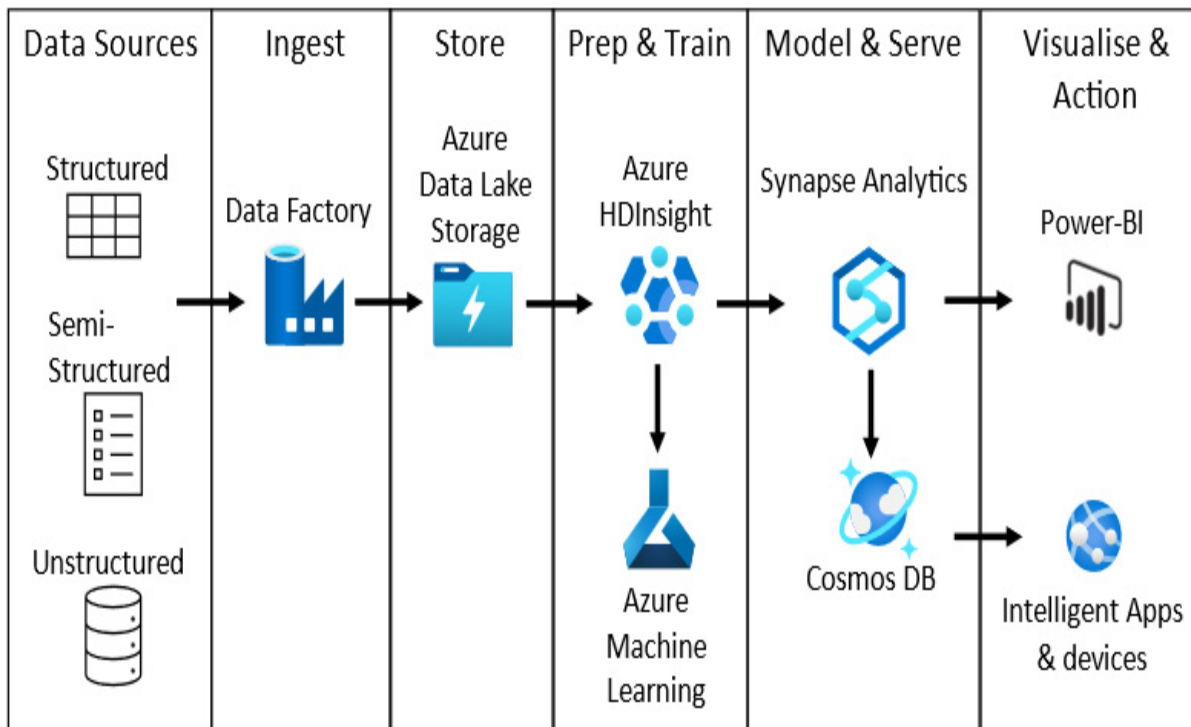 Data Sources
Ingest
Store
Prep & Train
Model & Serve
Visualise &
Action
Structured
Semi-
Structured
Unstructured
Data Factory
Azure
Data Lake
Storage
Azure
HDInsight
Azure
Machine
Learning
Synapse Analytics
Cosmos DB
Power-BI
Intelligent Apps
& devices